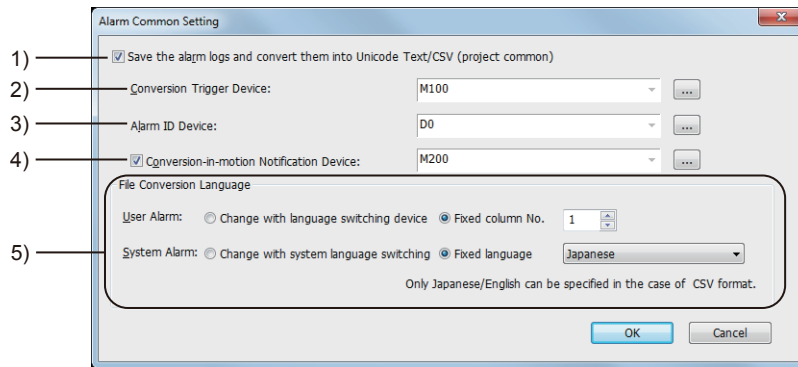 Alarm Common Setting
x
1) Save the alarm logs and convert them into Unicode Text/CSV (project common)
2) Conversion Trigger Device: M100 ...
3) Alarm ID Device: D0 ...
4) Conversion-in-motion Notification Device: M200 ...
File Conversion Language
User Alarm: Change with language switching device Fixed column No. 1
5) System Alarm: Change with system language switching Fixed language Japanese
Only Japanese/English can be specified in the case of CSV format.
OK Cancel